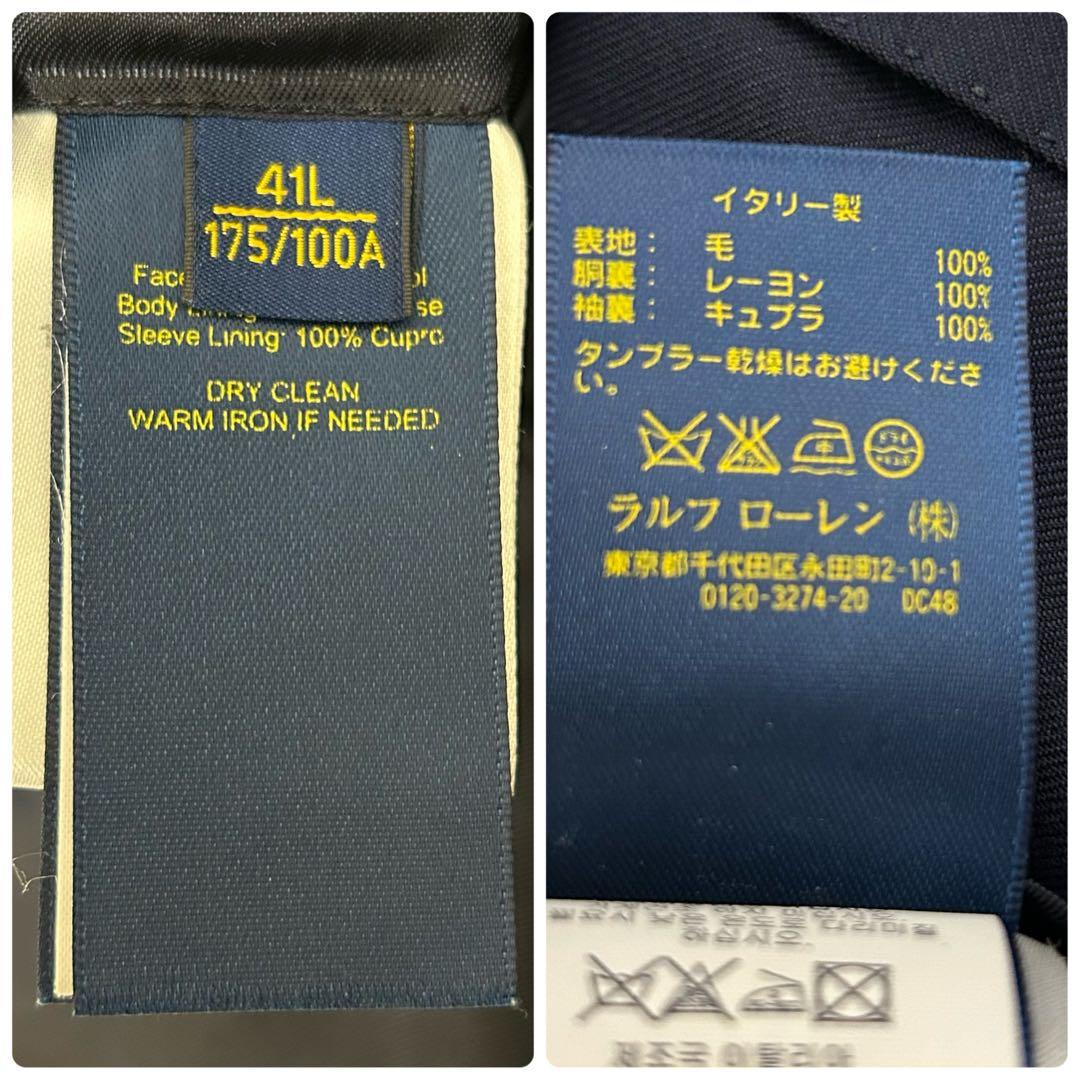 41L
175/100A
Face
Body
Sleeve Lining 100% Cupro
DRY CLEAN
WARM IRON IF NEEDED
イタリー製
表地: 毛 100%
胴裏: レーヨン 100%
袖裏: キュプラ 100%
タンブラー乾燥はお避けくださ
い。
ラルフ ローレン (株)
東京都千代田区永田町2-10-1
0120-3274-20 DC48
하십시오.